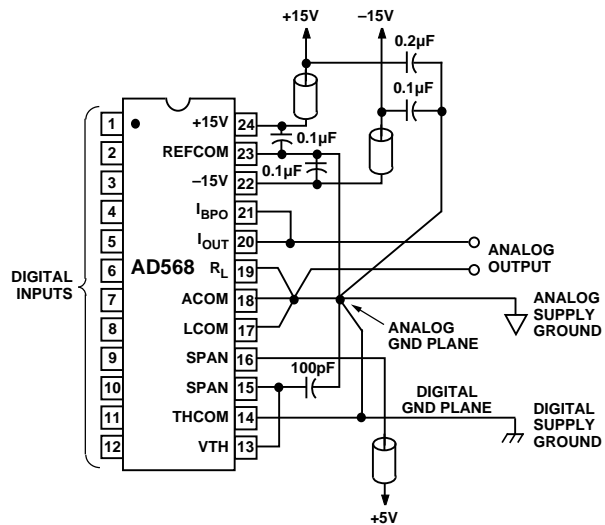 +15V
–15V
0.2µF
0.1µF
1
+15V
24
0.1µF
2
REFCOM
23
0.1µF
3
–15V
22
4
IBPO
21
5
IOUT
20
ANALOG
OUTPUT
DIGITAL
INPUTS
6
AD568
RL
19
7
ACOM
18
ANALOG
SUPPLY
GROUND
8
LCOM
17
ANALOG
GND PLANE
9
SPAN
16
100pF
10
SPAN
15
DIGITAL
GND PLANE
11
THCOM
14
DIGITAL
SUPPLY
GROUND
12
VTH
13
+5V